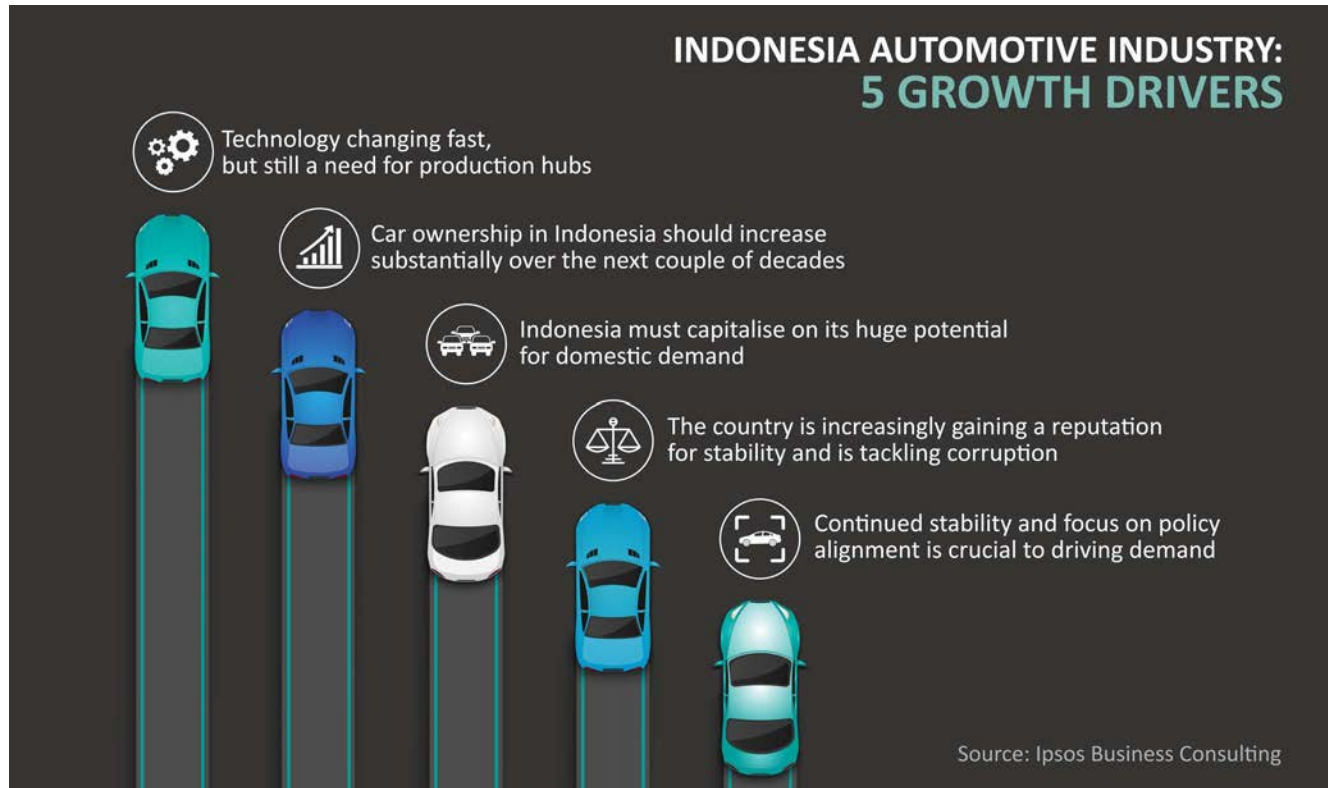 INDONESIA AUTOMOTIVE INDUSTRY:
5 GROWTH DRIVERS
Technology changing fast,
but still a need for production hubs
Car ownership in Indonesia should increase
substantially over the next couple of decades
Indonesia must capitalise on its huge potential
for domestic demand
The country is increasingly gaining a reputation
for stability and is tackling corruption
Continued stability and focus on policy
alignment is crucial to driving demand
Source: Ipsos Business Consulting